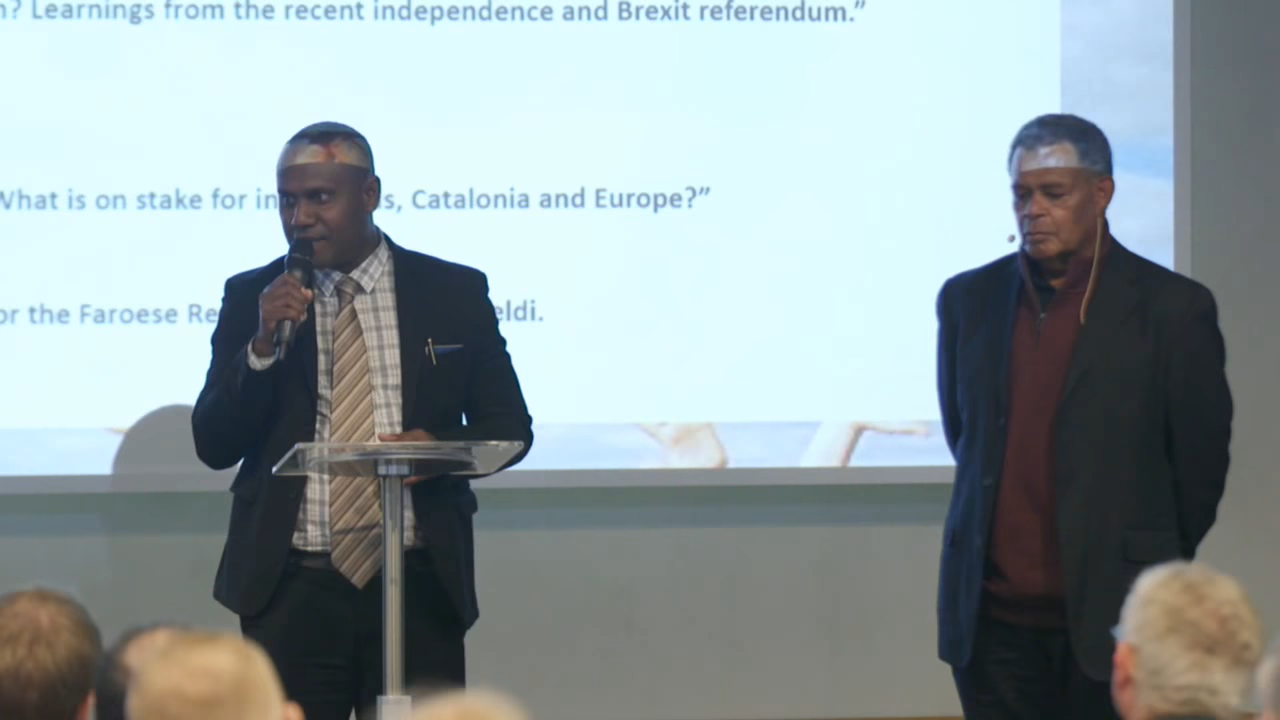 ? Learnings from the recent independence and Brexit referendum.”
What is on stake for in s, Catalonia and Europe?”
or the Faroese Re eldi.